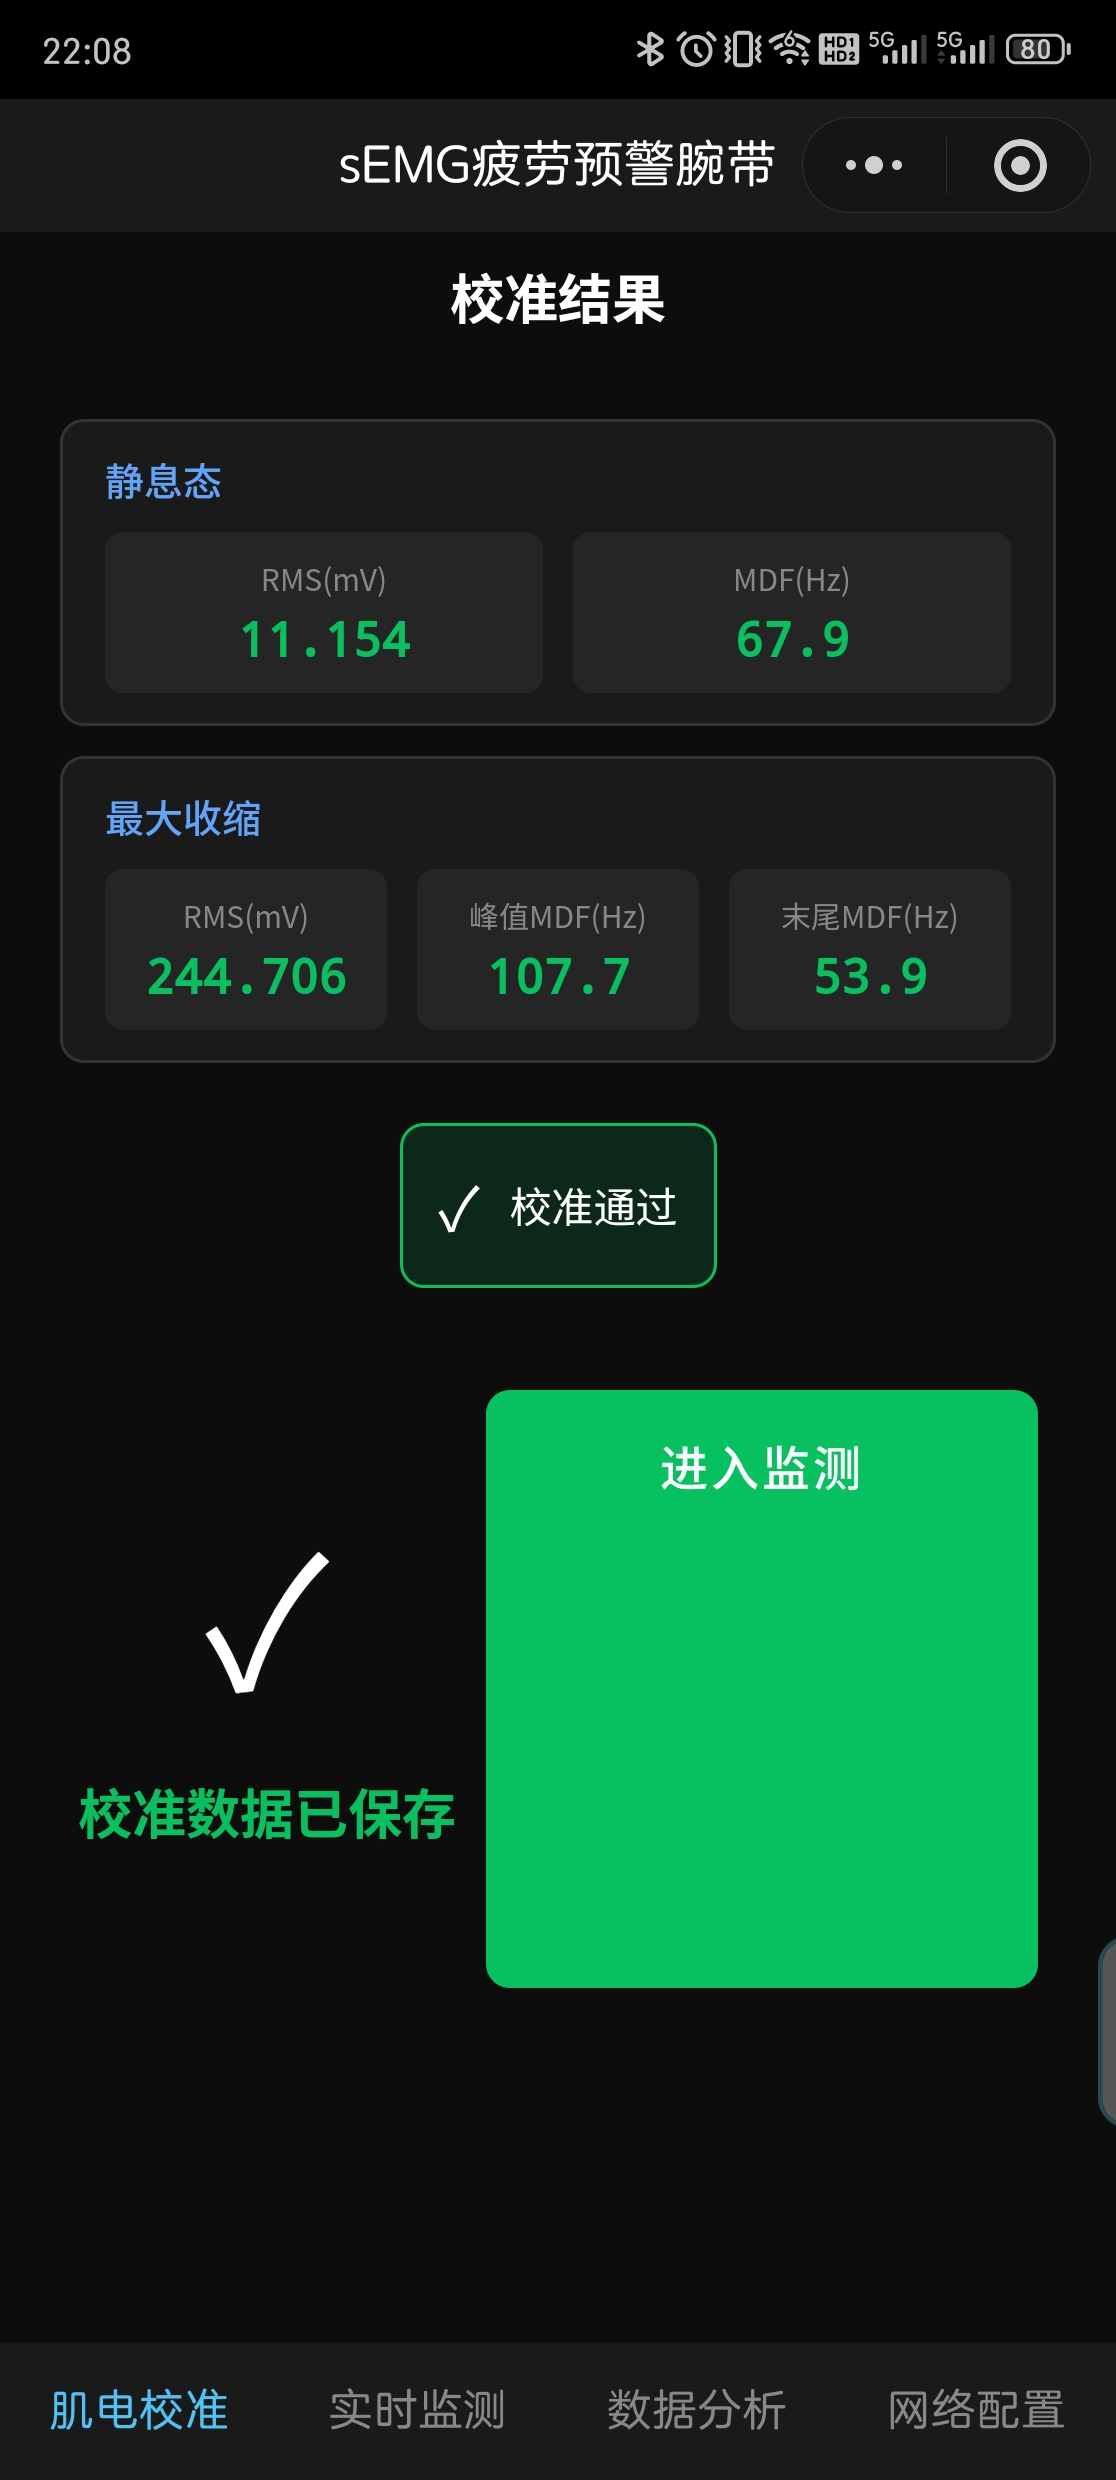 22:08
6
HD1
HD2
5G
5G
80
sEMG疲劳预警腕带
校准结果
静息态
RMS(mV)
11.154
MDF(Hz)
67.9
最大收缩
RMS(mV)
244.706
峰值MDF(Hz)
107.7
末尾MDF(Hz)
53.9
✓ 校准通过
进入监测
✓
校准数据已保存
肌电校准 实时监测 数据分析 网络配置